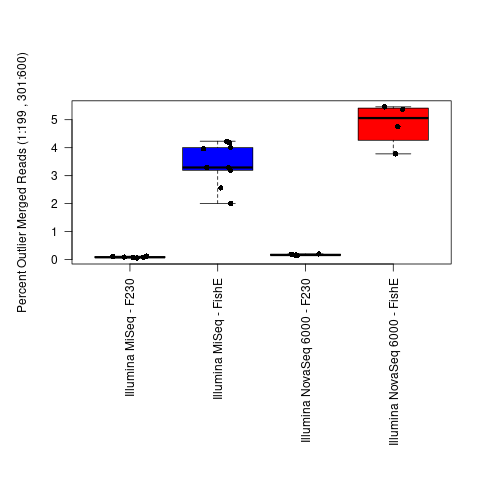 Percent Outlier Merged Reads (1:199 , 301:600)
5
4
3
2
1
0
Illumina MiSeq - F230
Illumina MiSeq - FishE
Illumina NovaSeq 6000 - F230
Illumina NovaSeq 6000 - FishE